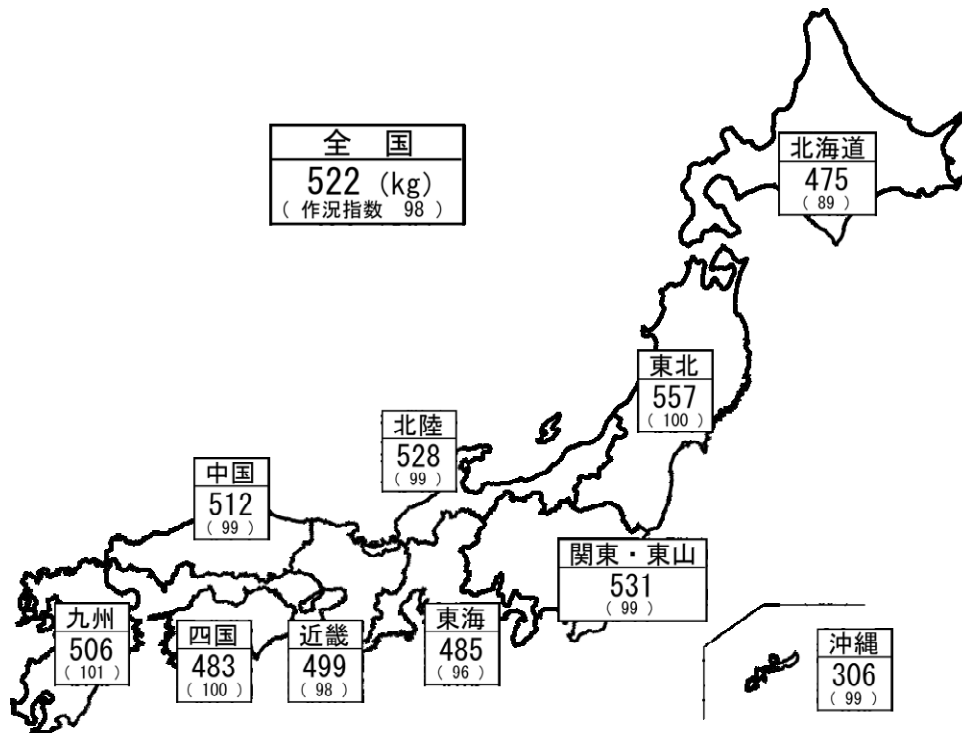 全　国
522 (kg)
( 作況指数 98 )
北海道
475
( 89 )
東北
557
( 100 )
北陸
528
( 99 )
中国
512
( 99 )
関東・東山
531
( 99 )
九州
506
( 101 )
四国
483
( 100 )
近畿
499
( 98 )
東海
485
( 96 )
沖縄
306
( 99 )